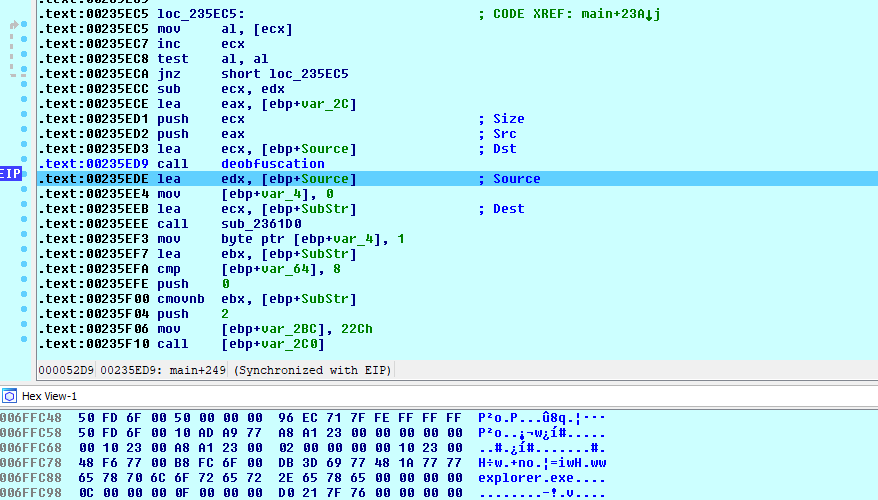 .text:00235EC5 loc_235EC5: ; CODE XREF: main+23A↓j
.text:00235EC5 mov al, [ecx]
.text:00235EC7 inc ecx
.text:00235EC8 test al, al
.text:00235ECA jnz short loc_235EC5
.text:00235ECC sub ecx, edx
.text:00235ECE lea eax, [ebp+var_2C]
.text:00235ED1 push ecx ; Size
.text:00235ED2 push eax ; Src
.text:00235ED3 lea ecx, [ebp+Source] ; Dst
.text:00235ED9 call deobfuscation
EIP .text:00235EDE lea edx, [ebp+Source] ; Source
.text:00235EE4 mov [ebp+var_4], 0
.text:00235EEB lea ecx, [ebp+SubStr] ; Dest
.text:00235EEE call sub_2361D0
.text:00235EF3 mov byte ptr [ebp+var_4], 1
.text:00235EF7 lea ebx, [ebp+SubStr]
.text:00235EFA cmp [ebp+var_64], 8
.text:00235EFE push 0
.text:00235F00 cmovnb ebx, [ebp+SubStr]
.text:00235F04 push 2
.text:00235F06 mov [ebp+var_2BC], 22Ch
.text:00235F10 call [ebp+var_2C0]
000052D9 00235ED9: main+249 (Synchronized with EIP)
Hex View-1
006FFC48 50 FD 6F 00 50 00 00 00 96 EC 71 7F FE FF FF FF P²o.P...û8q.¦···
006FFC58 50 FD 6F 00 10 AD A9 77 A8 A1 23 00 00 00 00 00 P²o..¡¬w¿í#.....
006FFC68 00 10 23 00 A8 A1 23 00 02 00 00 00 00 10 23 00 ..#.¿í#.......#.
006FFC78 48 F6 77 00 B8 FC 6F 00 DB 3D 69 77 48 1A 77 77 H÷w.+no.¦=iwH.ww
006FFC88 65 78 70 6C 6F 72 65 72 2E 65 78 65 00 00 00 00 explorer.exe....
006FFC98 0C 00 00 00 0F 00 00 00 D0 21 7F 76 00 00 00 00 ........-!.v....